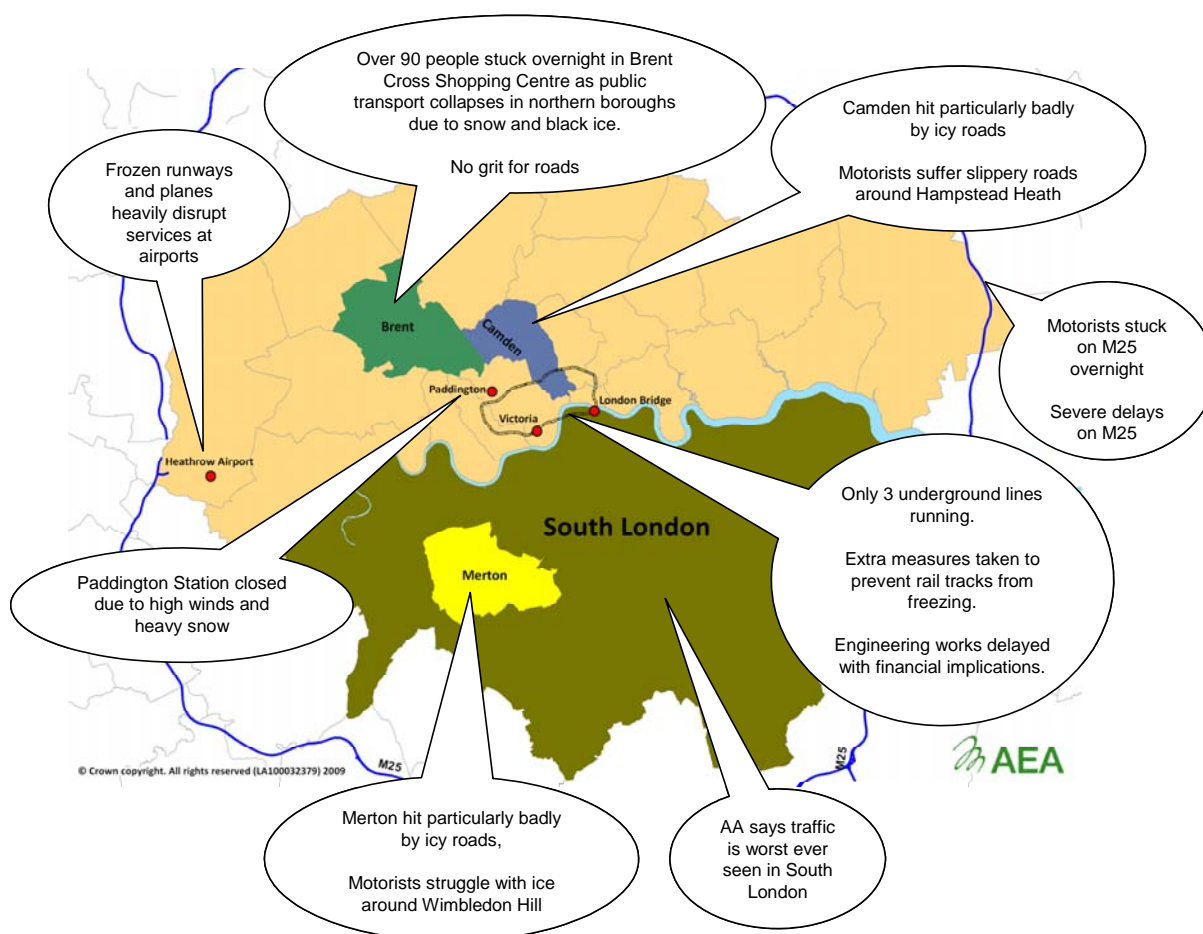 Over 90 people stuck overnight in Brent
Cross Shopping Centre as public
transport collapses in northern boroughs
due to snow and black ice.
No grit for roads
Camden hit particularly badly
by icy roads
Motorists suffer slippery roads
around Hampstead Heath
Frozen runways
and planes
heavily disrupt
services at
airports
Motorists stuck
on M25
overnight
Severe delays
on M25
Brent
Camden
Paddington
London Bridge
Victoria
Heathrow Airport
South London
Merton
Only 3 underground lines
running.
Extra measures taken to
prevent rail tracks from
freezing.
Engineering works delayed
with financial implications.
Paddington Station closed
due to high winds and
heavy snow
M25
M25
© Crown copyright. All rights reserved (LA100032379) 2009
AEA
Merton hit particularly badly
by icy roads,
Motorists struggle with ice
around Wimbledon Hill
AA says traffic
is worst ever
seen in South
London